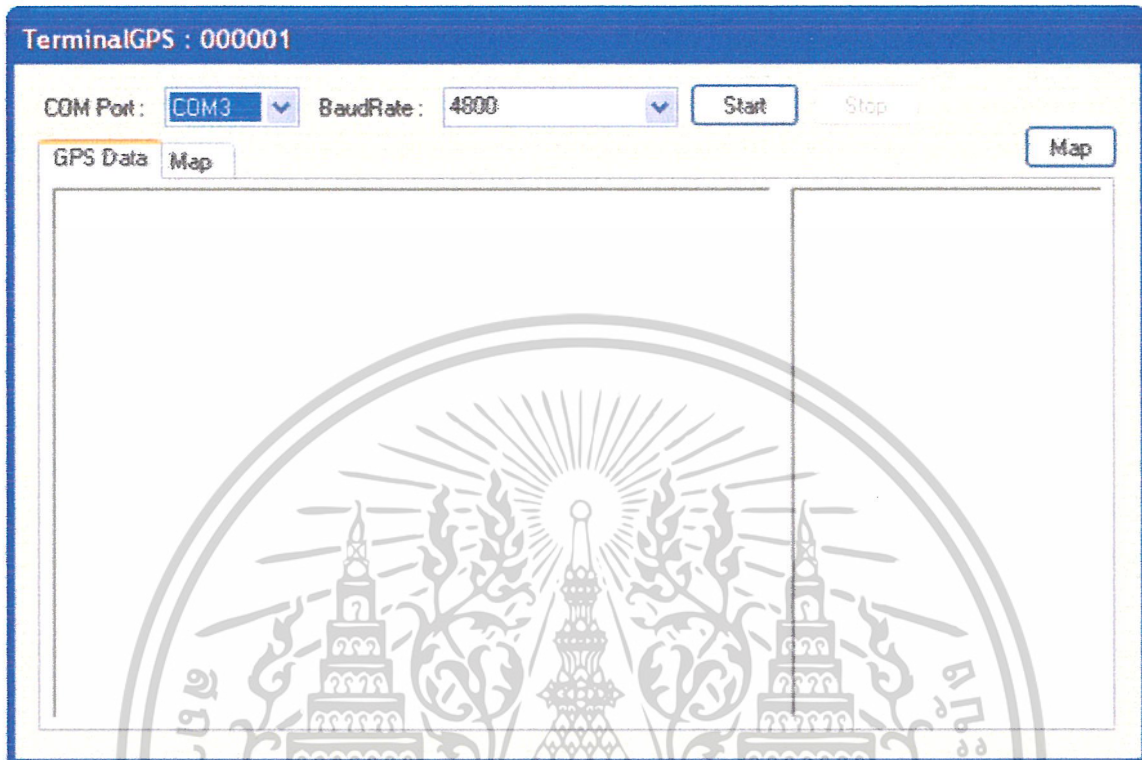 TerminalGPS : 000001
COM Port : COM3 BaudRate : 4800 Start Stop
GPS Data Map Map